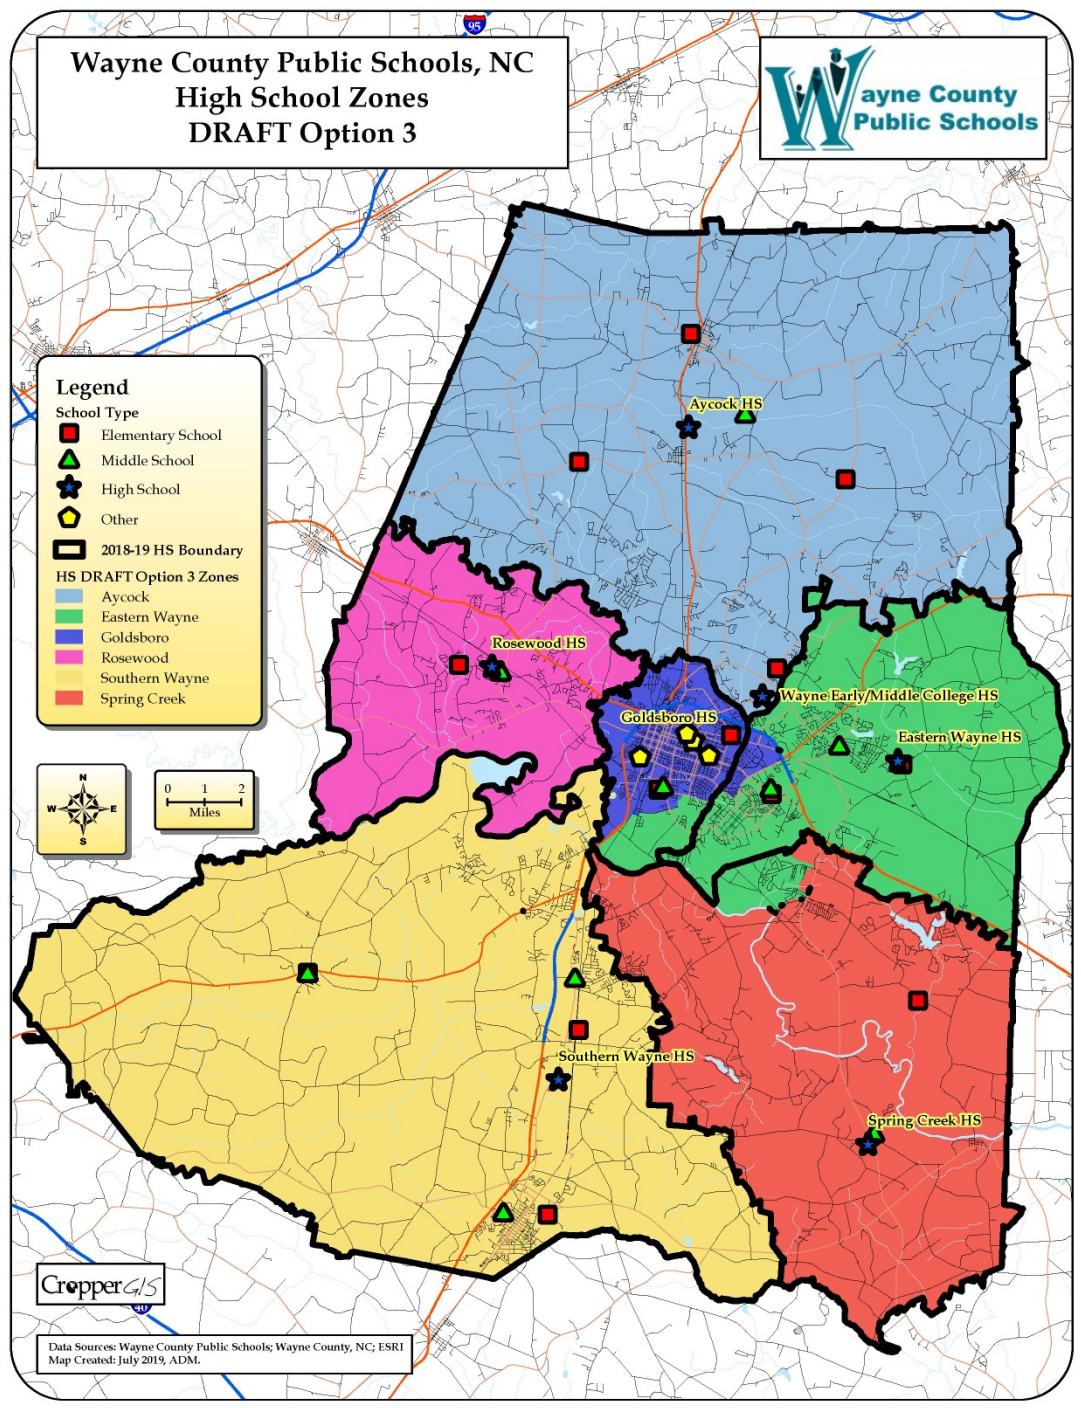 95
Wayne County Public Schools, NC
High School Zones
DRAFT Option 3
Wayne County
Public Schools
Legend
School Type
Elementary School
Middle School
High School
Other
2018-19 HS Boundary
HS DRAFT Option 3 Zones
Aycock
Eastern Wayne
Goldsboro
Rosewood
Southern Wayne
Spring Creek
N
W E
S
0 1 2
Miles
Aycock HS
Rosewood HS
Wayne Early/Middle College HS
Goldsboro HS
Eastern Wayne HS
Southern Wayne HS
Spring Creek HS
Cropper GIS
40
Data Sources: Wayne County Public Schools; Wayne County, NC; ESRI
Map Created: July 2019, ADM.